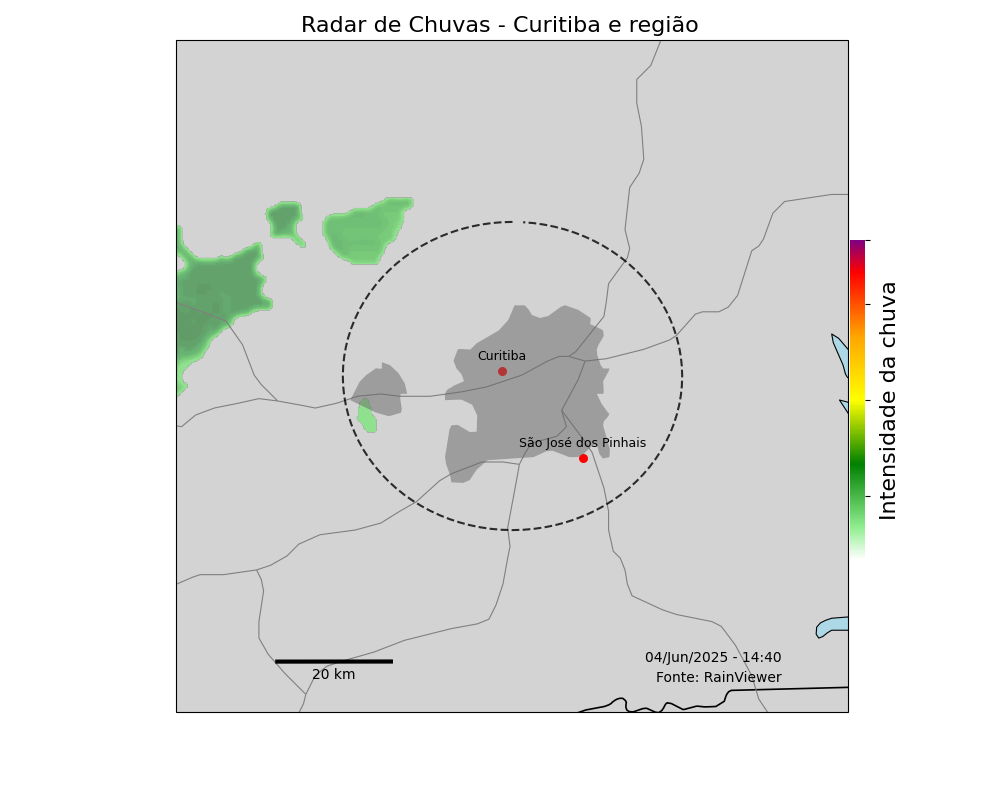 Radar de Chuvas - Curitiba e região
Curitiba
São José dos Pinhais
Intensidade da chuva
20 km
04/Jun/2025 - 14:40
Fonte: RainViewer